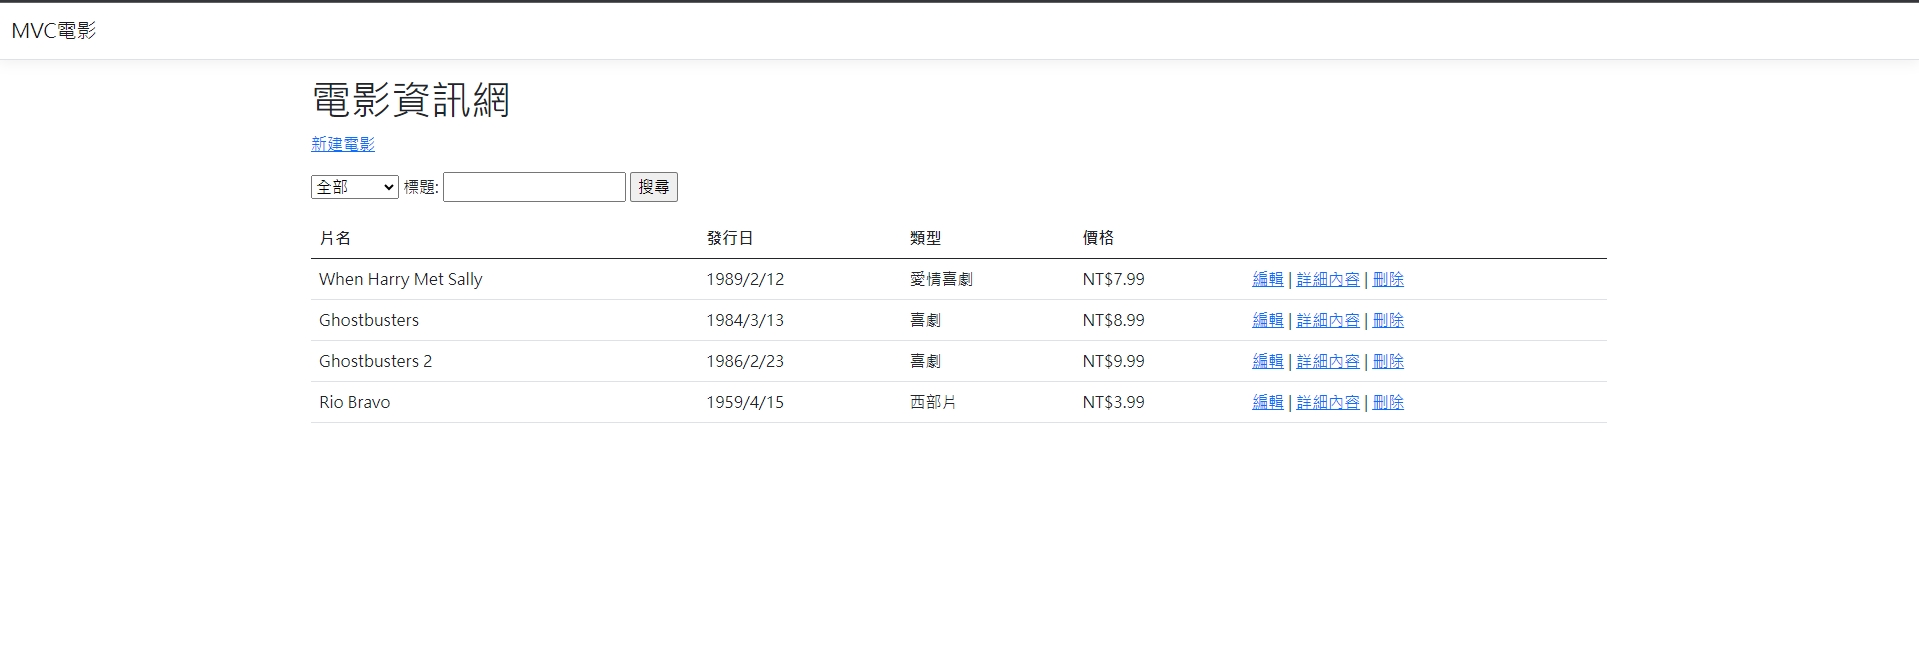 MVC電影
電影資訊網
新建電影
全部 標題: 搜尋
片名 發行日 類型 價格
When Harry Met Sally 1989/2/12 愛情喜劇 NT$7.99 編輯 | 詳細內容 | 刪除
Ghostbusters 1984/3/13 喜劇 NT$8.99 編輯 | 詳細內容 | 刪除
Ghostbusters 2 1986/2/23 喜劇 NT$9.99 編輯 | 詳細內容 | 刪除
Rio Bravo 1959/4/15 西部片 NT$3.99 編輯 | 詳細內容 | 刪除